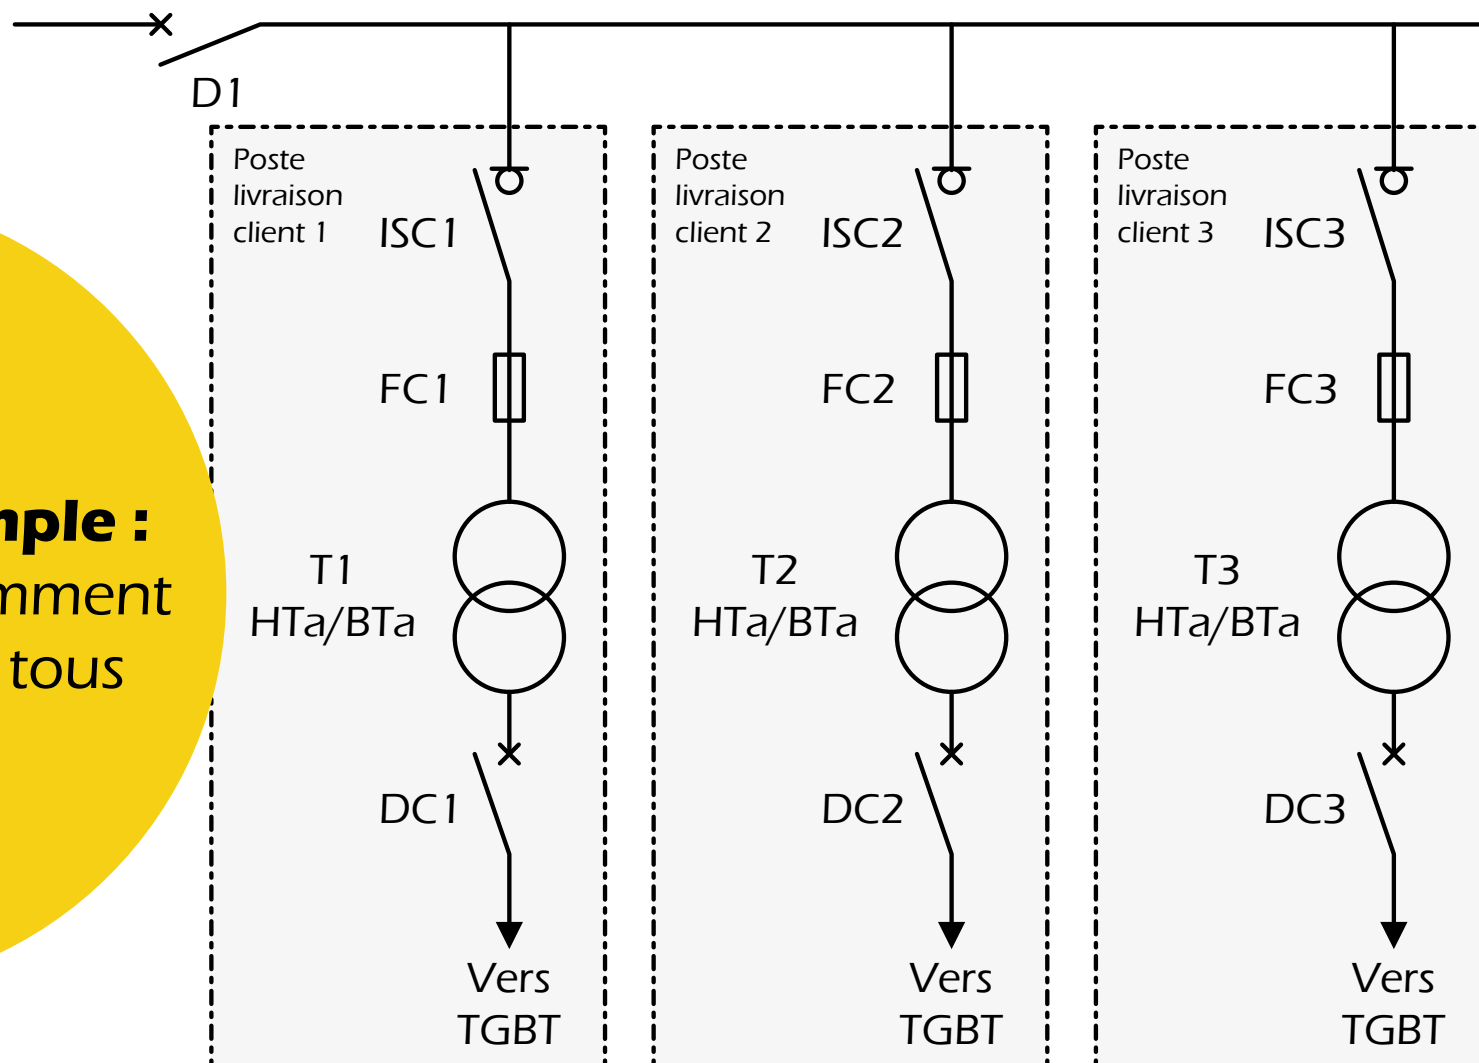 D1
Poste
livraison
client 1
ISC1
FC1
T1
HTa/BTa
DC1
Vers
TGBT
Poste
livraison
client 2
ISC2
FC2
T2
HTa/BTa
DC2
Vers
TGBT
Poste
livraison
client 3
ISC3
FC3
T3
HTa/BTa
DC3
Vers
TGBT
:
tous